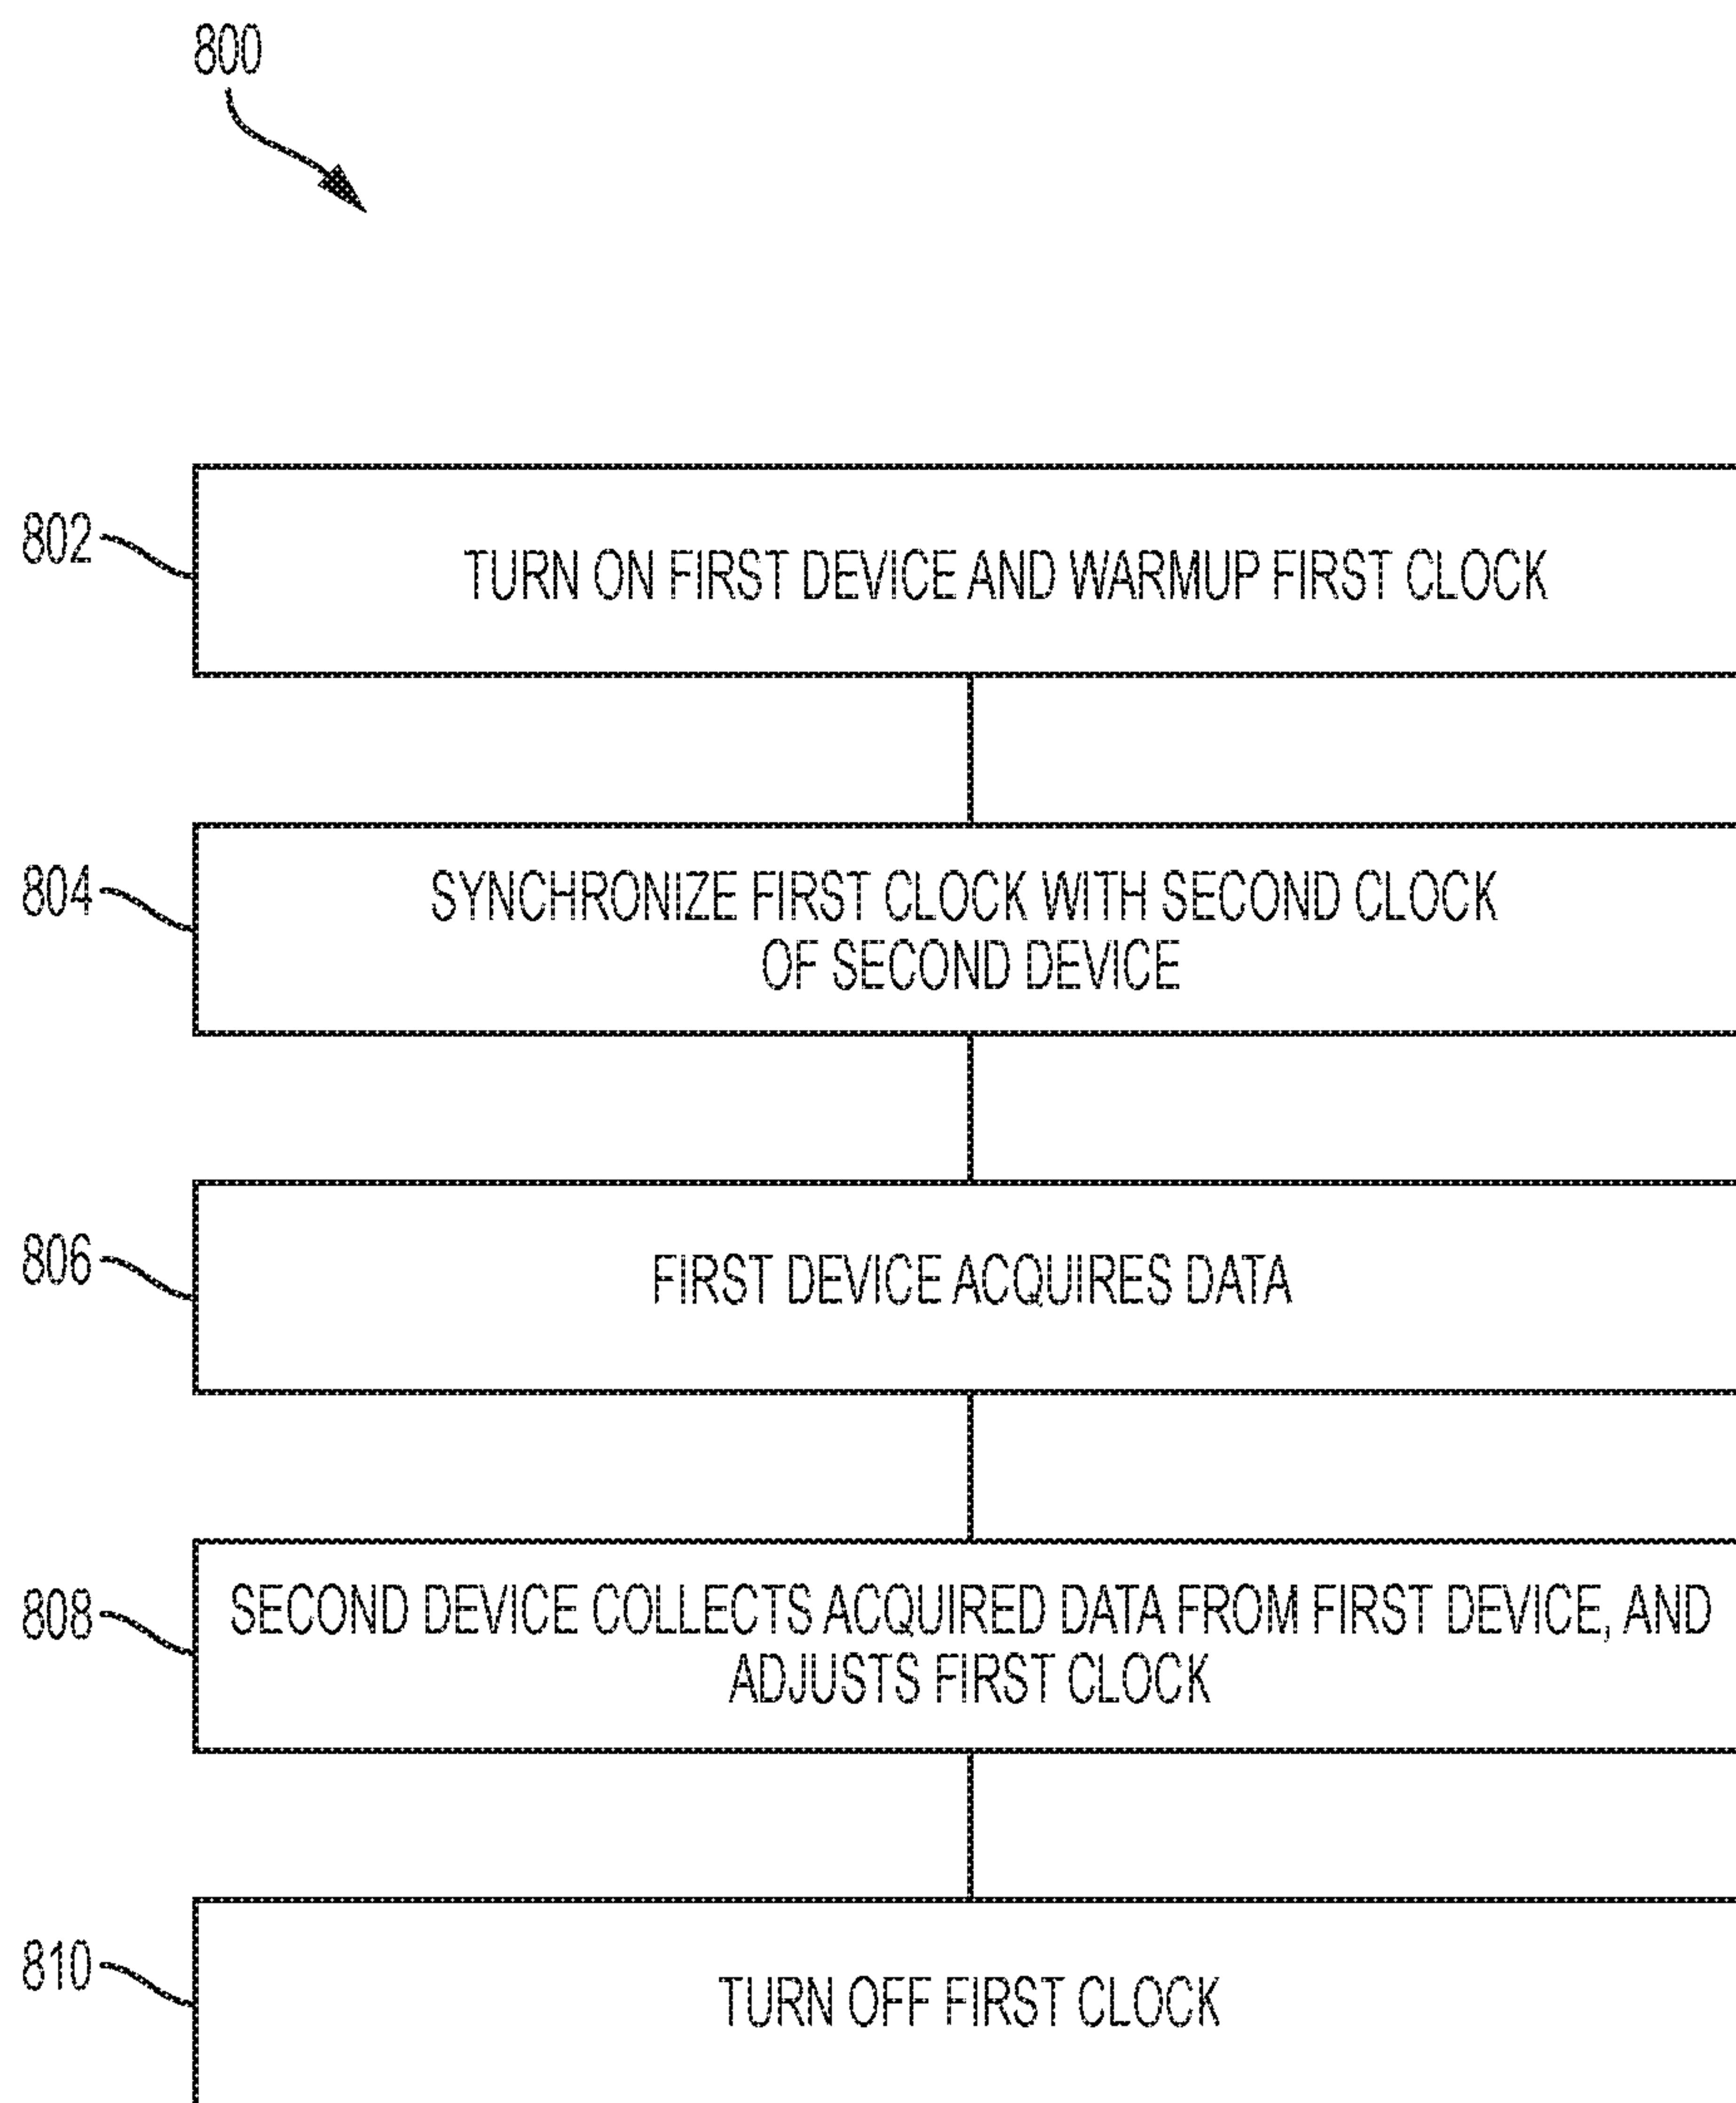 800
802
TURN ON FIRST DEVICE AND WARMUP FIRST CLOCK
804
SYNCHRONIZE FIRST CLOCK WITH SECOND CLOCK
OF SECOND DEVICE
806
FIRST DEVICE ACQUIRES DATA
808
SECOND DEVICE COLLECTS ACQUIRED DATA FROM FIRST DEVICE, AND
ADJUSTS FIRST CLOCK
810
TURN OFF FIRST CLOCK